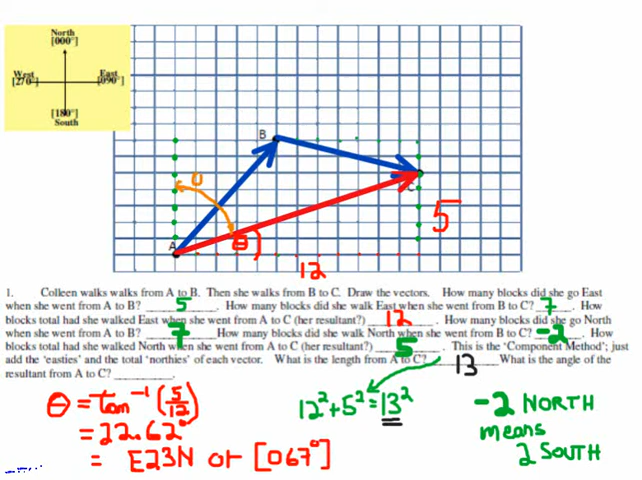 North
[000°]
West
[270°]
East
[090°]
[180°]
South
B
A
C
θ
5
12
1. Colleen walks walks from A to B. Then she walks from B to C. Draw the vectors. How many blocks did she go East
when she went from A to B? 5. How many blocks did she walk East when she went from B to C? 7. How
blocks total had she walked East when she went from A to C (her resultant?) 12. How many blocks did she go North
when she went from A to B? 7 How many blocks did she walk North when she went from B to C? -2. How
blocks total had she walked North when she went from A to C (her resultant?) 5. This is the 'Component Method'; just
add the 'easties' and the total 'northies' of each vector. What is the length from A to C? 13 What is the angle of the
resultant from A to C? ________.
θ = tan⁻¹(5/12)
= 22.62°
= E23N or [067°]
12² + 5² = 13²
-2 NORTH
means
2 SOUTH